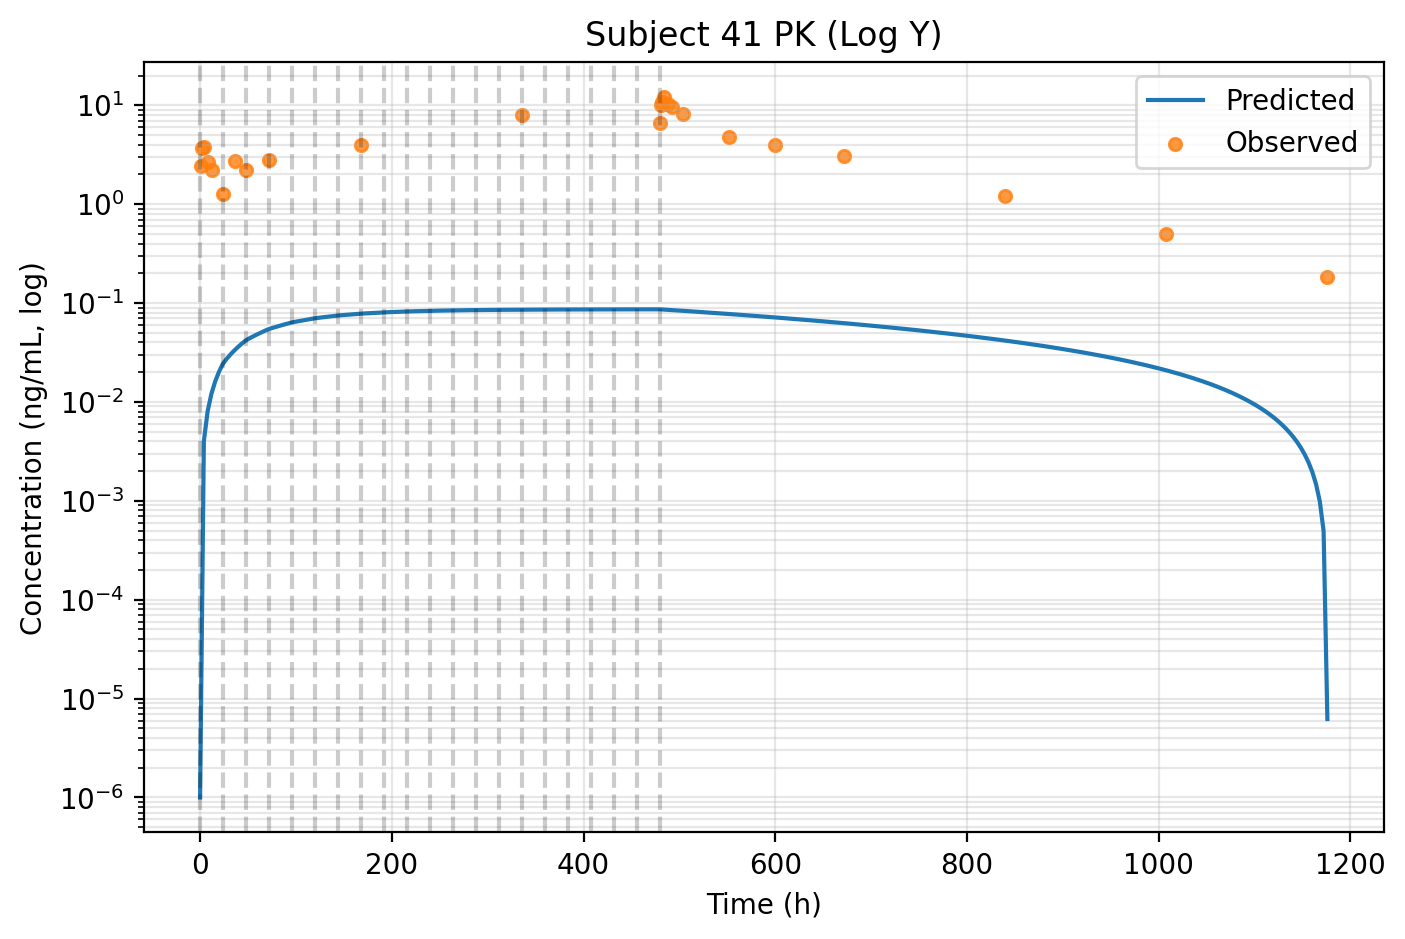 Subject 41 PK (Log Y)
Predicted
Observed
Concentration (ng/mL, log)
10¹
10⁰
10⁻¹
10⁻²
10⁻³
10⁻⁴
10⁻⁵
10⁻⁶
0 200 400 600 800 1000 1200
Time (h)